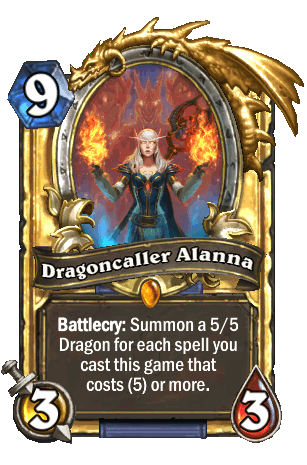 9
Dragoncaller Alanna
Battlecry: Summon a 5/5
Dragon for each spell you
cast this game that
costs (5) or more.
3
3